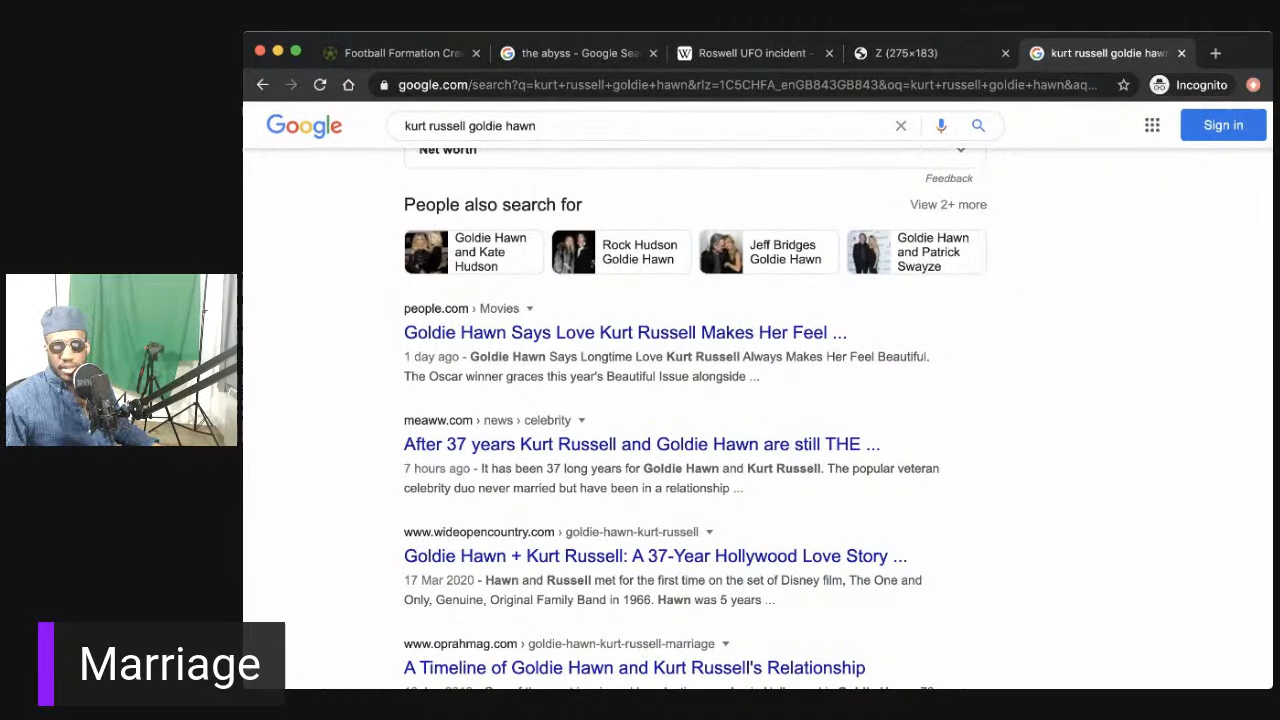 Football Formation Cre
the abyss - Google Sea
Roswell UFO incident -
Z (275×183)
kurt russell goldie hawn
google.com/search?q=kurt+russell+goldie+hawn&rlz=1C5CHFA_enGB843GB843&oq=kurt+russell+goldie+hawn&aq...
Incognito
Google
kurt russell goldie hawn
Sign in
Net worth
Feedback
People also search for
View 2+ more
Goldie Hawn
and Kate
Hudson
Rock Hudson
Goldie Hawn
Jeff Bridges
Goldie Hawn
Goldie Hawn
and Patrick
Swayze
people.com › Movies
Goldie Hawn Says Love Kurt Russell Makes Her Feel ...
1 day ago - Goldie Hawn Says Longtime Love Kurt Russell Always Makes Her Feel Beautiful.
The Oscar winner graces this year's Beautiful Issue alongside ...
meaww.com › news › celebrity
After 37 years Kurt Russell and Goldie Hawn are still THE ...
7 hours ago - It has been 37 long years for Goldie Hawn and Kurt Russell. The popular veteran
celebrity duo never married but have been in a relationship ...
www.wideopencountry.com › goldie-hawn-kurt-russell
Goldie Hawn + Kurt Russell: A 37-Year Hollywood Love Story ...
17 Mar 2020 - Hawn and Russell met for the first time on the set of Disney film, The One and
Only, Genuine, Original Family Band in 1966. Hawn was 5 years ...
www.oprahmag.com › goldie-hawn-kurt-russell-marriage
A Timeline of Goldie Hawn and Kurt Russell's Relationship
Marriage